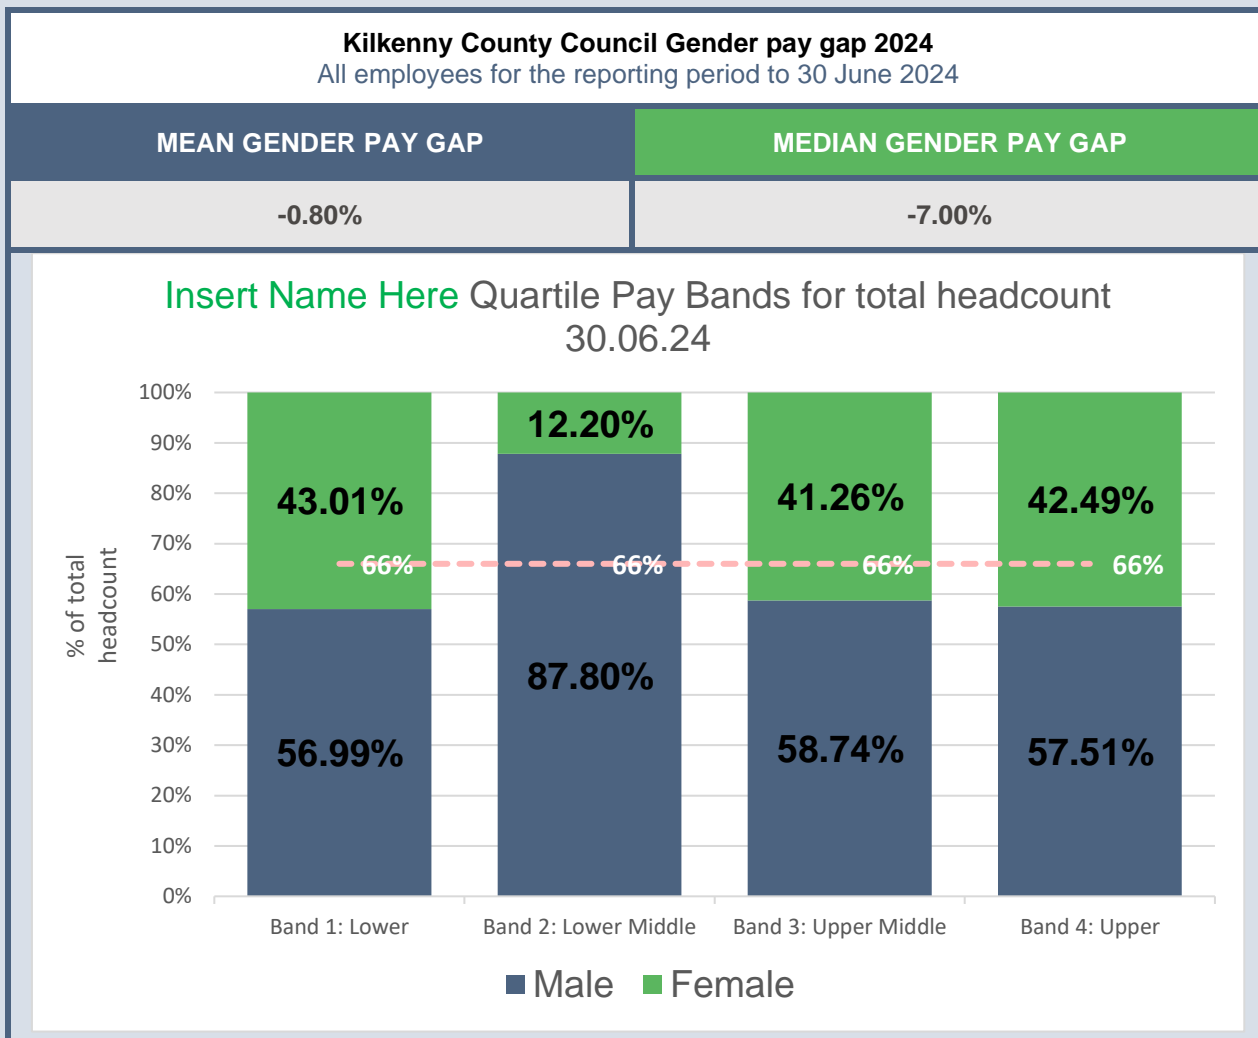 Kilkenny County Council Gender pay gap 2024
All employees for the reporting period to 30 June 2024
MEAN GENDER PAY GAP
MEDIAN GENDER PAY GAP
-0.80%
-7.00%
Insert Name Here Quartile Pay Bands for total headcount
30.06.24
% of total
headcount
100%
90%
80%
70%
60%
50%
40%
30%
20%
10%
0%
43.01%
12.20%
41.26%
42.49%
66%
66%
66%
66%
56.99%
87.80%
58.74%
57.51%
Band 1: Lower
Band 2: Lower Middle
Band 3: Upper Middle
Band 4: Upper
Male
Female